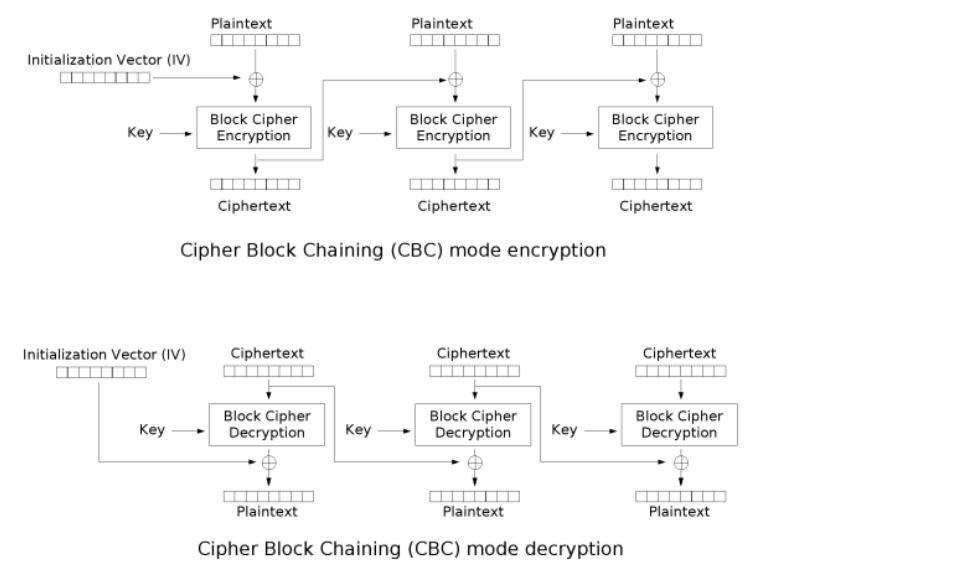 Plaintext Plaintext Plaintext
Initialization Vector (IV)
Key Block Cipher Encryption Key Block Cipher Encryption Key Block Cipher Encryption
Ciphertext Ciphertext Ciphertext
Cipher Block Chaining (CBC) mode encryption
Initialization Vector (IV) Ciphertext Ciphertext Ciphertext
Key Block Cipher Decryption Key Block Cipher Decryption Key Block Cipher Decryption
Plaintext Plaintext Plaintext
Cipher Block Chaining (CBC) mode decryption